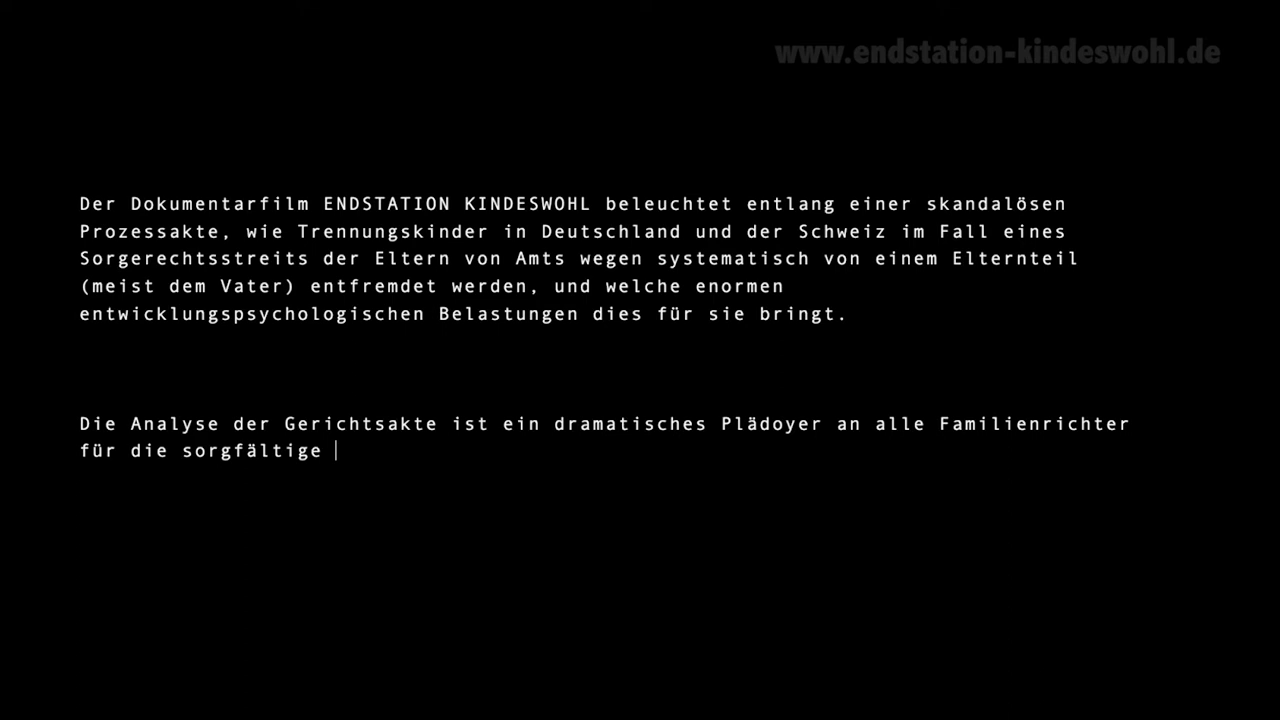 www.endstation-kindeswohl.de
Der Dokumentarfilm ENDSTATION KINDESWOHL beleuchtet entlang einer skandalösen
Prozessakte, wie Trennungskinder in Deutschland und der Schweiz im Fall eines
Sorgerechtsstreits der Eltern von Amts wegen systematisch von einem Elternteil
(meist dem Vater) entfremdet werden, und welche enormen
entwicklungspsychologischen Belastungen dies für sie bringt.
Die Analyse der Gerichtsakte ist ein dramatisches Plädoyer an alle Familienrichter
für die sorgfältige